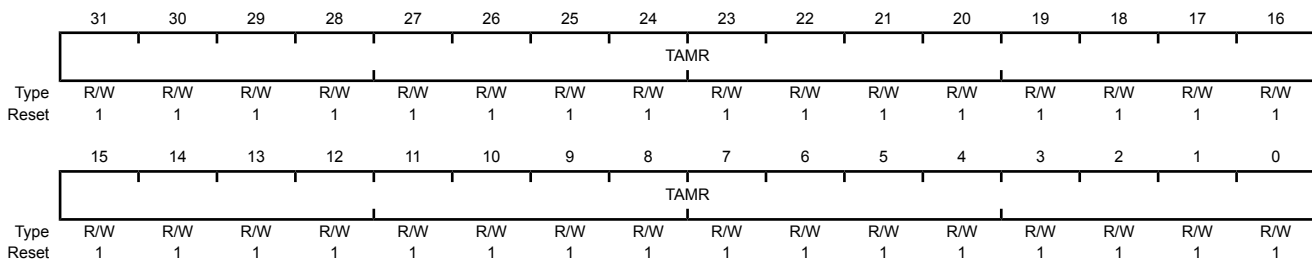 31 30 29 28 27 26 25 24 23 22 21 20 19 18 17 16
TAMR
Type R/W R/W R/W R/W R/W R/W R/W R/W R/W R/W R/W R/W R/W R/W R/W R/W
Reset 1 1 1 1 1 1 1 1 1 1 1 1 1 1 1 1
15 14 13 12 11 10 9 8 7 6 5 4 3 2 1 0
TAMR
Type R/W R/W R/W R/W R/W R/W R/W R/W R/W R/W R/W R/W R/W R/W R/W R/W
Reset 1 1 1 1 1 1 1 1 1 1 1 1 1 1 1 1